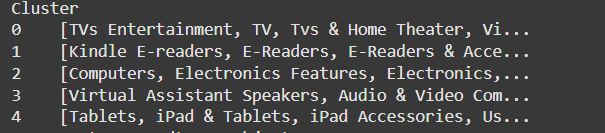 Cluster
0 [TVs Entertainment, TV, Tvs & Home Theater, Vi...
1 [Kindle E-readers, E-Readers, E-Readers & Acce...
2 [Computers, Electronics Features, Electronics,...
3 [Virtual Assistant Speakers, Audio & Video Com...
4 [Tablets, iPad & Tablets, iPad Accessories, Us...